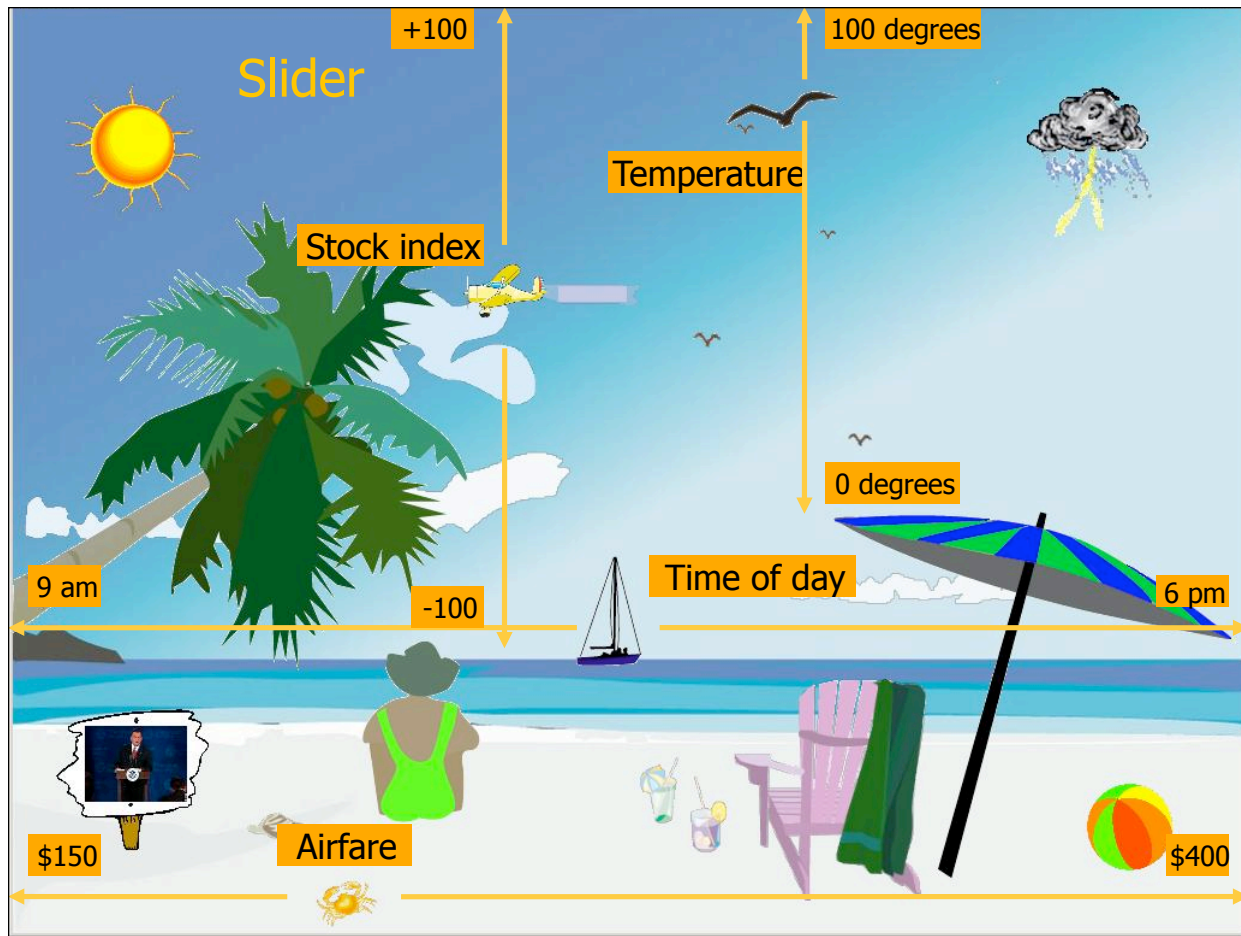 +100
100 degrees
Slider
Temperature
Stock index
0 degrees
Time of day
9 am
-100
6 pm
$150
Airfare
$400